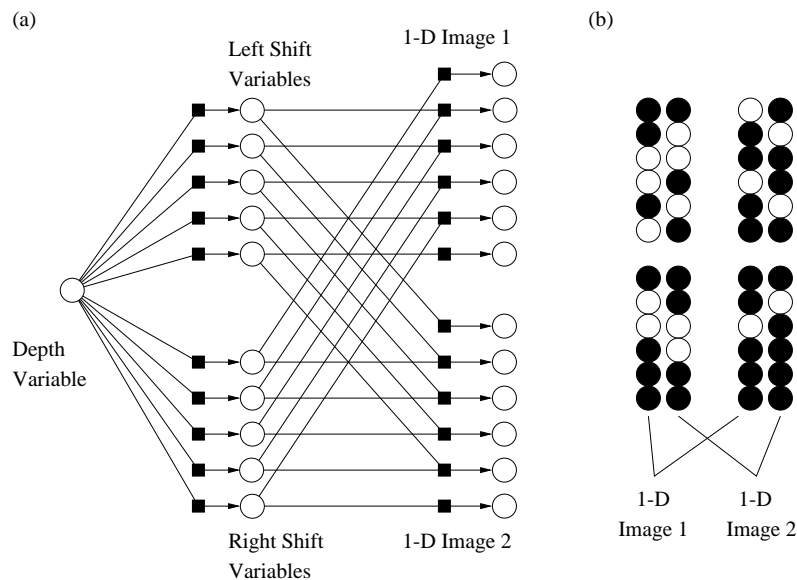 (a)
Left Shift
Variables
1-D Image 1
Depth
Variable
Right Shift
Variables
1-D Image 2
(b)
1-D
Image 1
1-D
Image 2